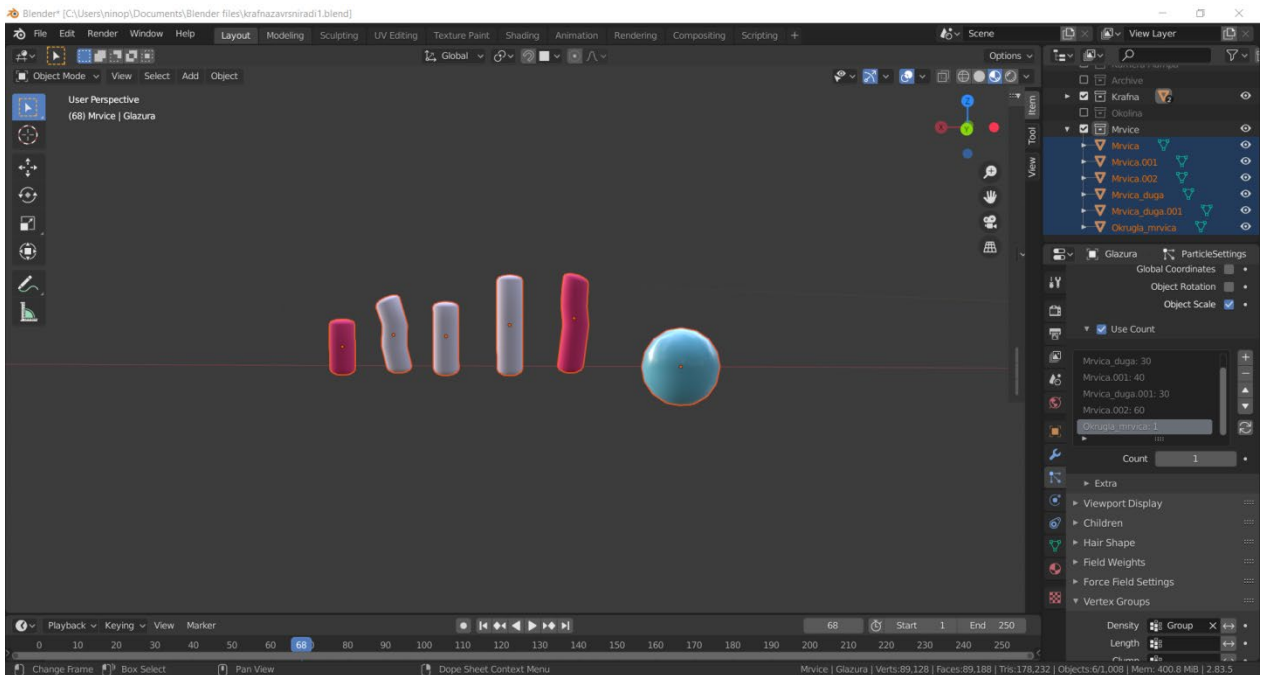 Blender* [C:\Users\ninop\Documents\Blender files\krafnazavrsniradi1.blend]
File Edit Render Window Help Layout Modeling Sculpting UV Editing Texture Paint Shading Animation Rendering Compositing Scripting + Scene View Layer
Global Options
Object Mode View Select Add Object
User Perspective
(68) Mrvice | Glazura
Z
X
Y
Item
Tool
View
Archive
Krafna 2
Okolina
Mrvice
Mrvica
Mrvica.001
Mrvica.002
Mrvica_duga
Mrvica_duga.001
Okrugla_mrvica
Glazura ParticleSettings
Global Coordinates
Object Rotation
Object Scale
Use Count
Mrvica_duga: 30
Mrvica.001: 40
Mrvica_duga.001: 30
Mrvica.002: 60
Okrugla_mrvica: 1
Count 1
Extra
Viewport Display
Children
Hair Shape
Field Weights
Force Field Settings
Vertex Groups
Density Group
Length
Playback Keying View Marker 68 Start 1 End 250
0 10 20 30 40 50 60 68 80 90 100 110 120 130 140 150 160 170 180 190 200 210 220 230 240 250
Change Frame Box Select Pan View Dope Sheet Context Menu Mrvice | Glazura | Verts:89,128 | Faces:89,188 | Tris:178,232 | Objects:6/1,008 | Mem: 400.8 MiB | 2.83.5